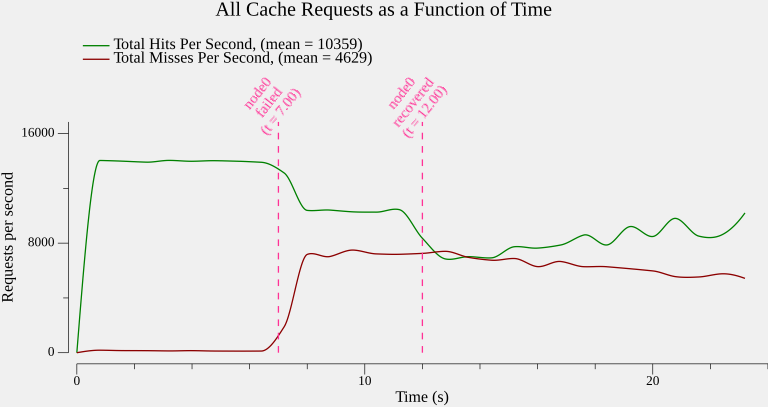 All Cache Requests as a Function of Time
Total Hits Per Second, (mean = 10359)
Total Misses Per Second, (mean = 4629)
node0
failed
(t = 7.00)
node0
recovered
(t = 12.00)
Requests per second
16000
8000
0
0
10
20
Time (s)